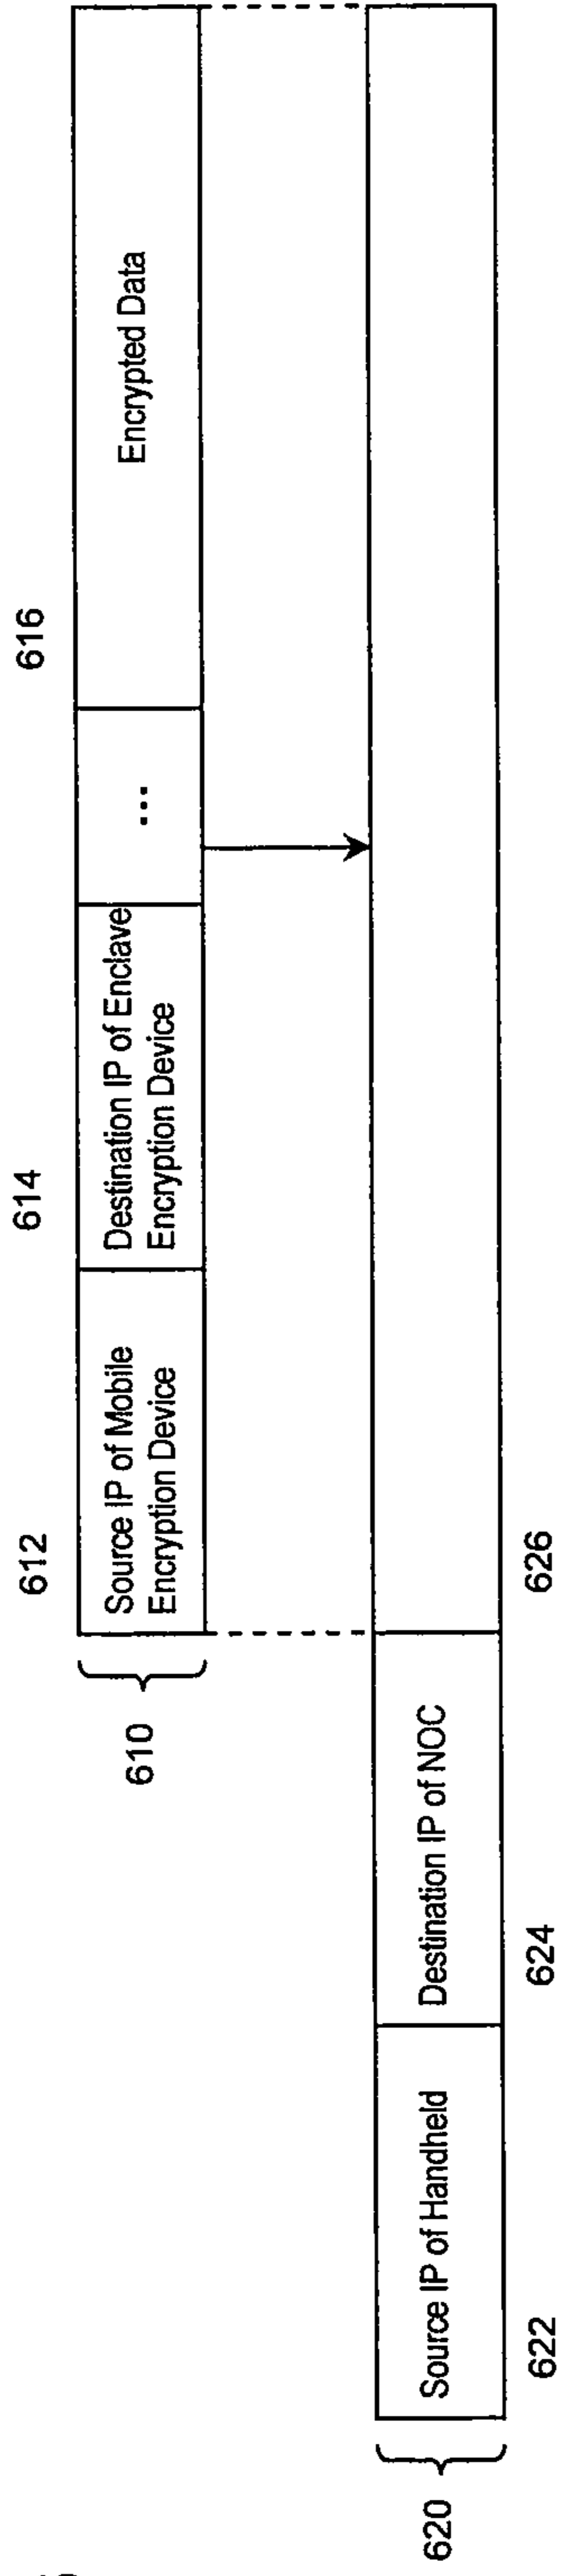 612
614
616
610
Source IP of Mobile
Encryption Device
Destination IP of Enclave
Encryption Device
...
Encrypted Data
620
Source IP of Handheld
Destination IP of NOC
622
624
626